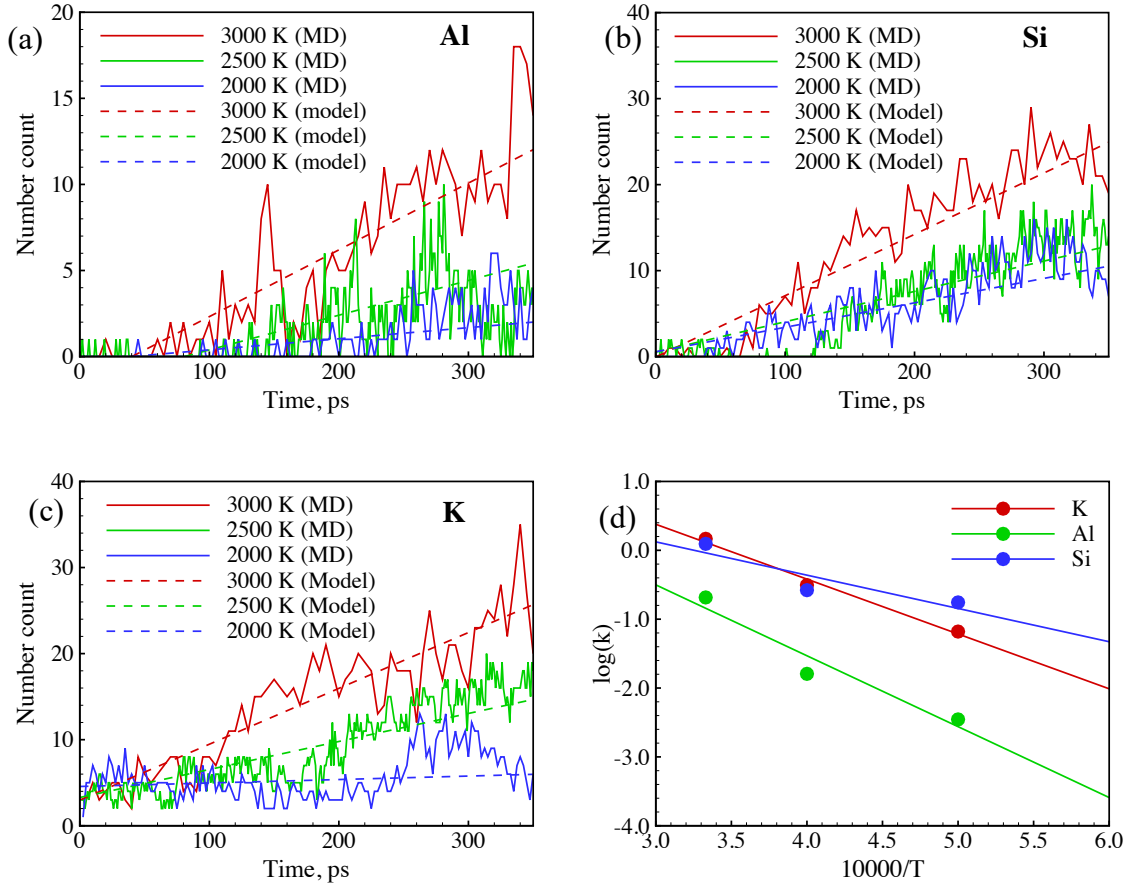 (a)
Al
3000 K (MD)
2500 K (MD)
2000 K (MD)
3000 K (model)
2500 K (model)
2000 K (model)
Number count
20
15
10
5
0
0 100 200 300
Time, ps
(b)
Si
3000 K (MD)
2500 K (MD)
2000 K (MD)
3000 K (Model)
2500 K (Model)
2000 K (Model)
Number count
40
30
20
10
0
0 100 200 300
Time, ps
(c)
K
3000 K (MD)
2500 K (MD)
2000 K (MD)
3000 K (Model)
2500 K (Model)
2000 K (Model)
Number count
40
30
20
10
0
0 100 200 300
Time, ps
(d)
K
Al
Si
log(k)
1.0
0.0
-1.0
-2.0
-3.0
-4.0
3.0 3.5 4.0 4.5 5.0 5.5 6.0
10000/T